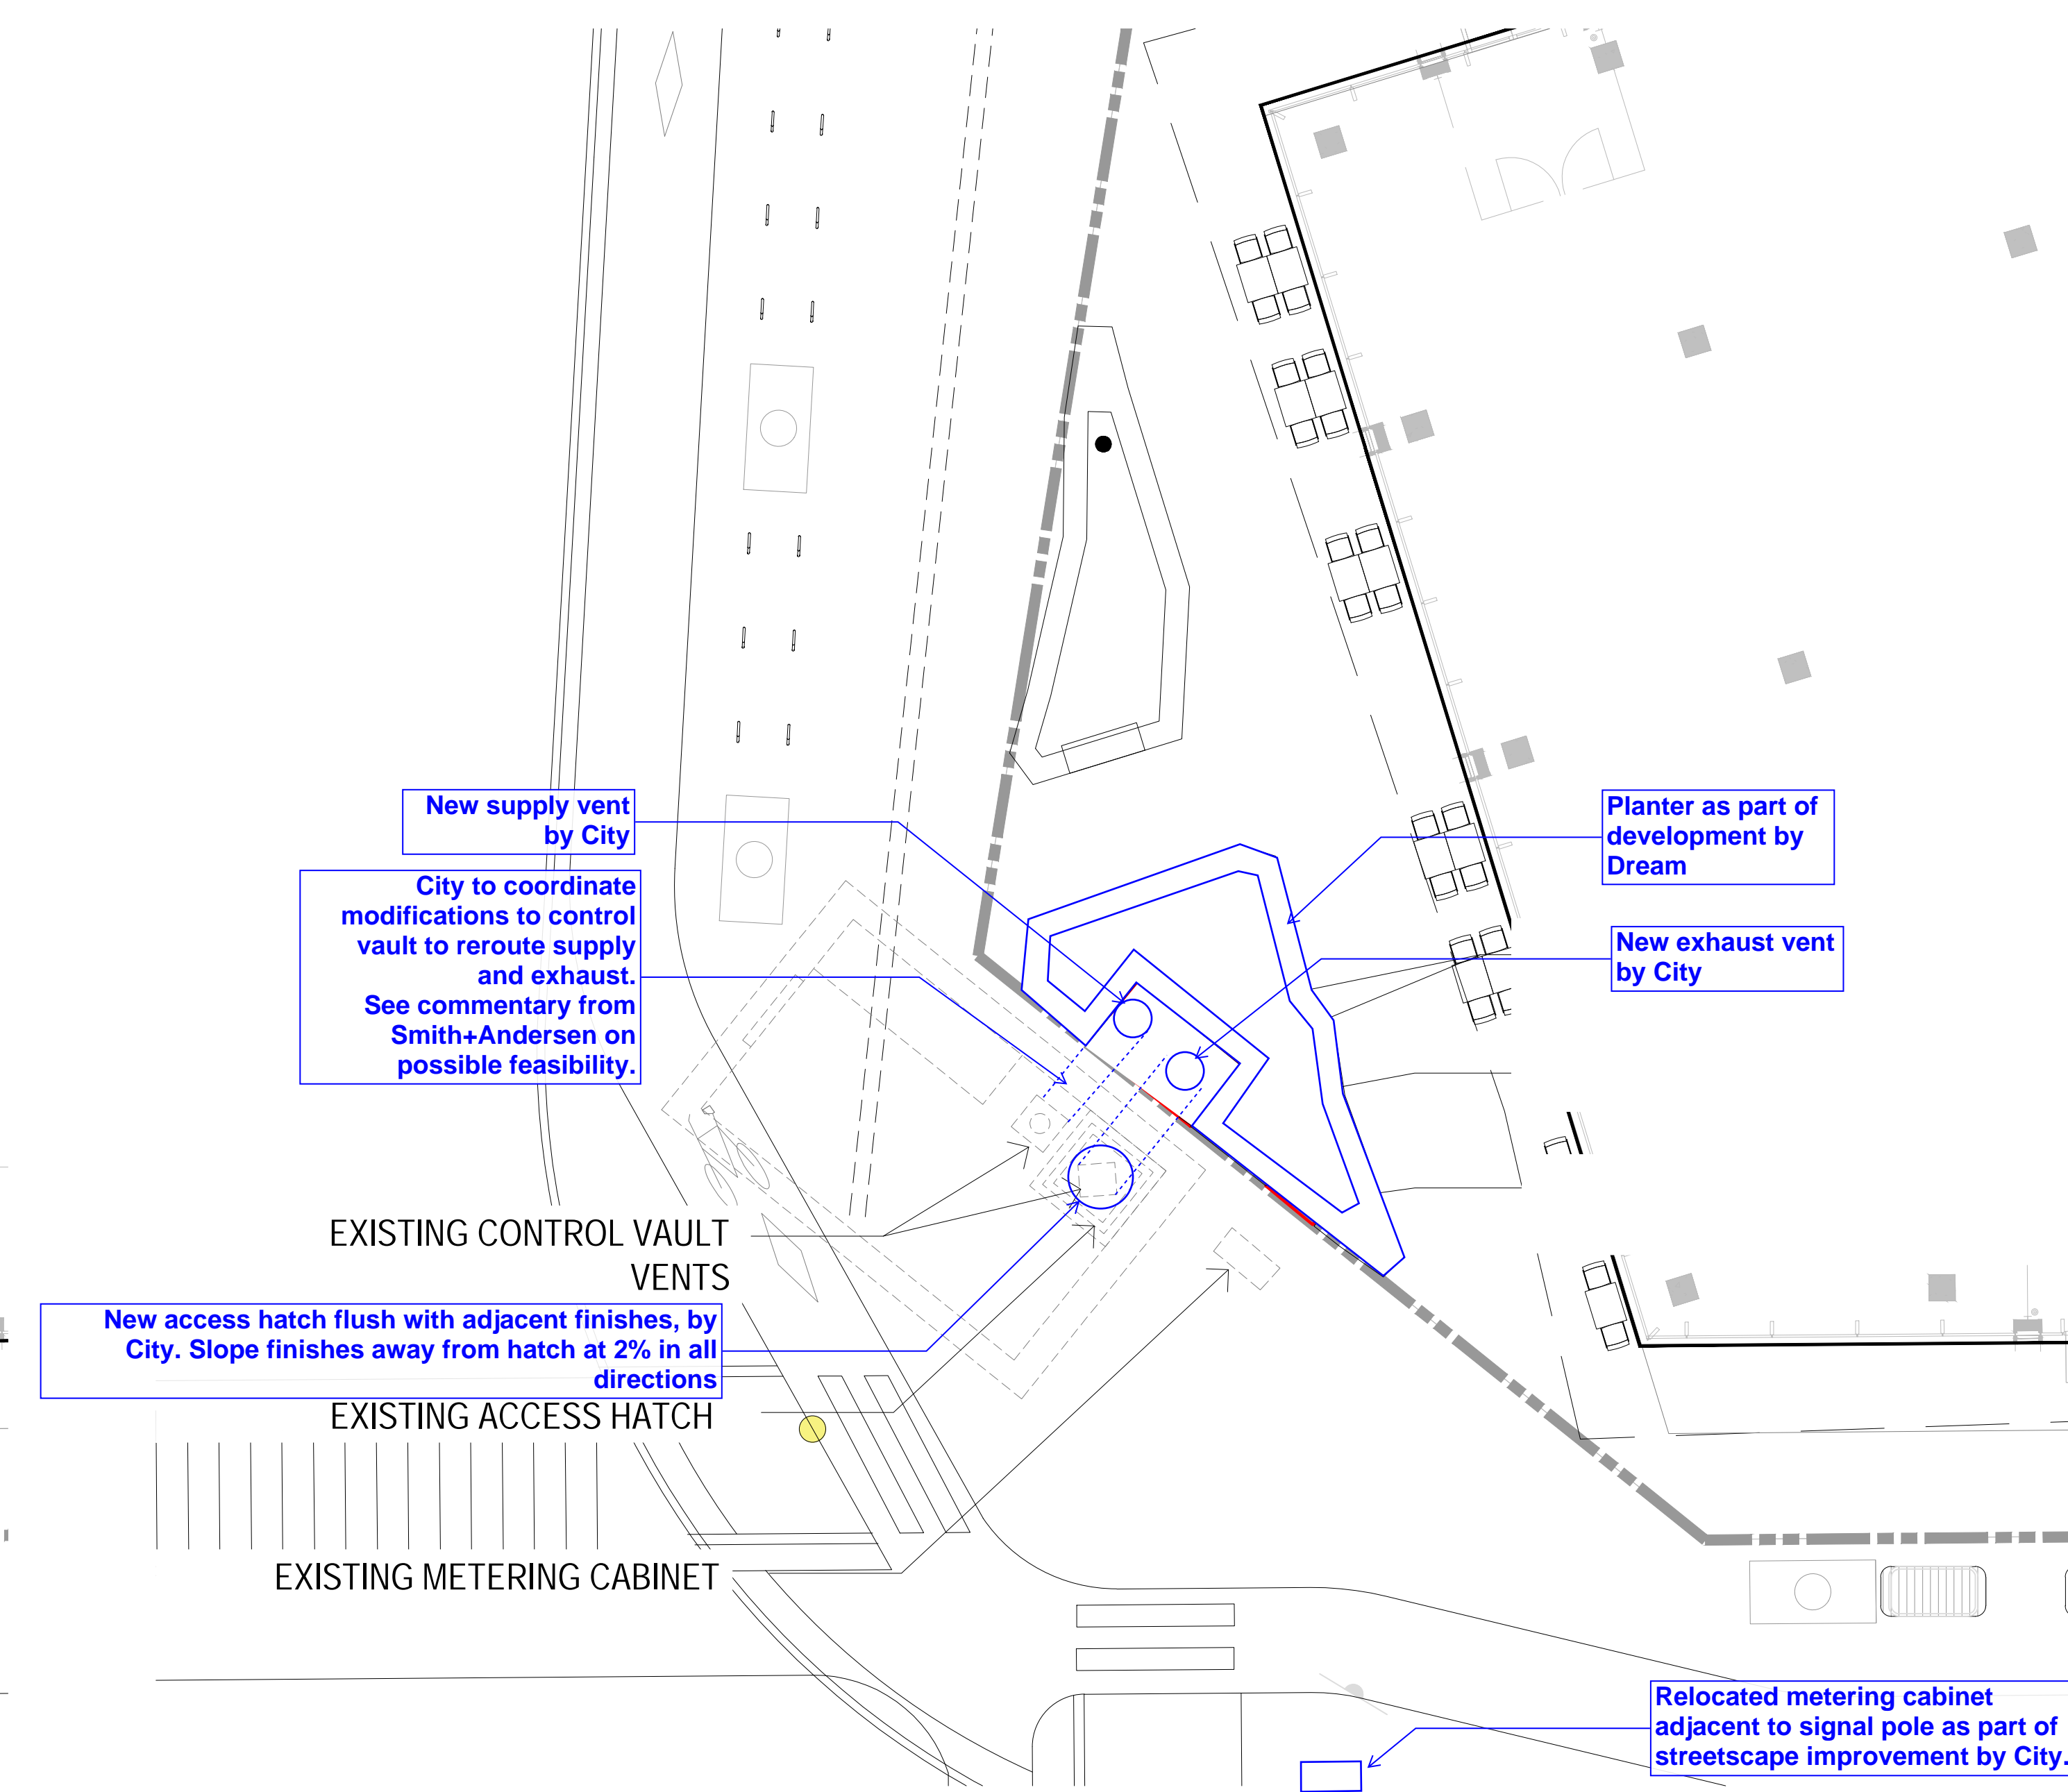 New supply vent
by City
City to coordinate
modifications to control
vault to reroute supply
and exhaust.
See commentary from
Smith+Andersen on
possible feasibility.
Planter as part of
development by
Dream
New exhaust vent
by City
EXISTING CONTROL VAULT
VENTS
New access hatch flush with adjacent finishes, by
City. Slope finishes away from hatch at 2% in all
directions
EXISTING ACCESS HATCH
EXISTING METERING CABINET
Relocated metering cabinet
adjacent to signal pole as part of
streetscape improvement by City.